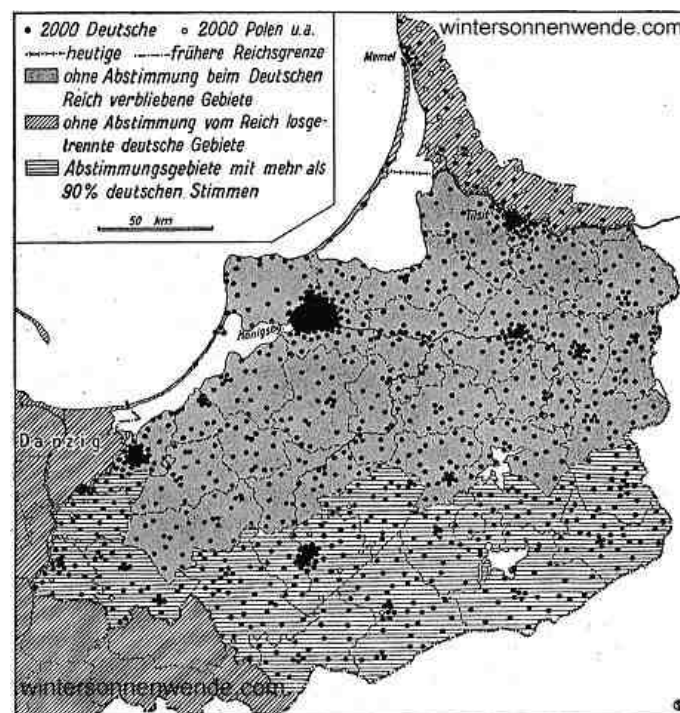 • 2000 Deutsche ◦ 2000 Polen u.a.
heutige frühere Reichsgrenze
ohne Abstimmung beim Deutschen
Reich verbliebene Gebiete
ohne Abstimmung vom Reich losge-
trennte deutsche Gebiete
Abstimmungsgebiete mit mehr als
90% deutschen Stimmen
50 km
wintersonnenwende.com
Memel
Tilsit
Königsbg.
Danzig
wintersonnenwende.com